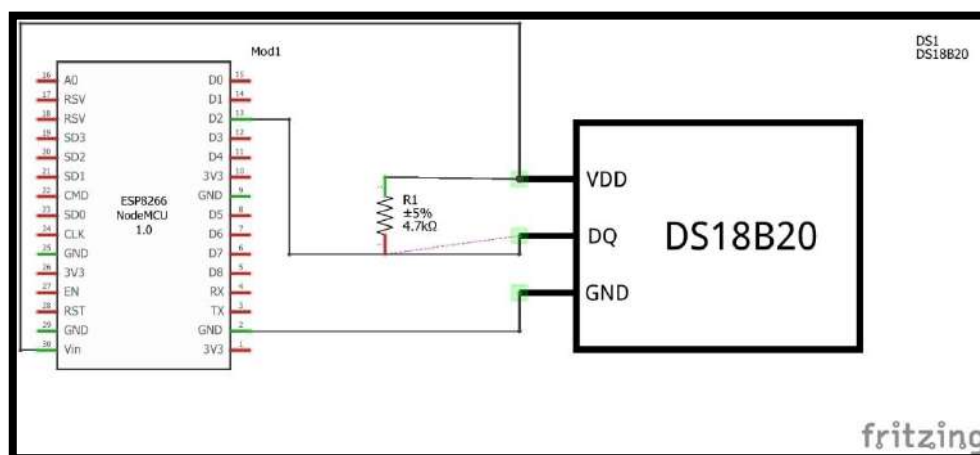 Mod1
DS1
DS18B20
16 A0 D0 15
17 RSV D1 14
18 RSV D2 13
19 SD3 D3 12
20 SD2 D4 11
21 SD1 3V3 10
22 CMD GND 9
23 SD0 D5 8
24 CLK D6 7
25 GND D7 6
26 3V3 D8 5
27 EN RX 4
28 RST TX 3
29 GND GND 2
30 Vin 3V3 1
ESP8266
NodeMCU
1.0
R1
±5%
4.7kΩ
VDD
DQ
GND
DS18B20
fritzing